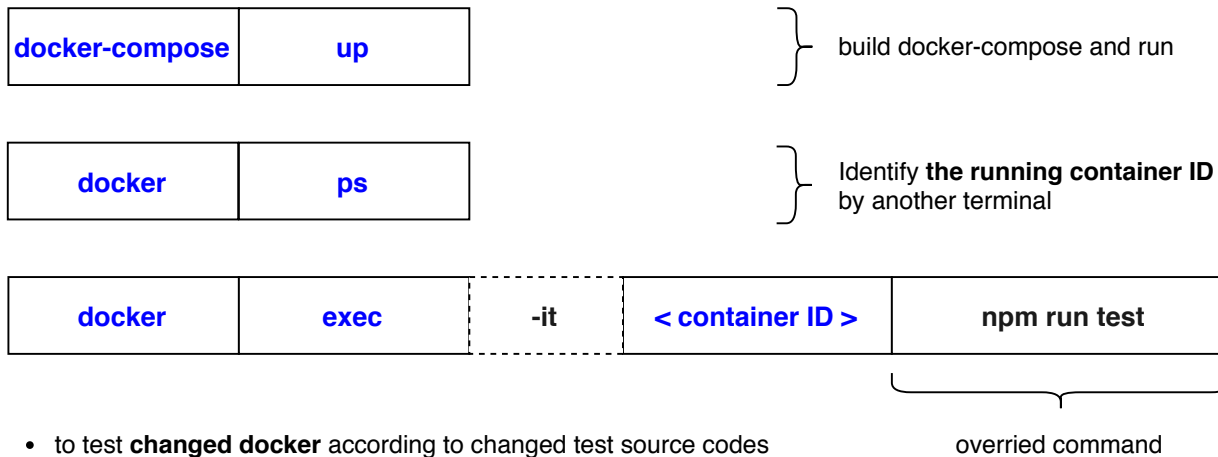 docker-compose up build docker-compose and run
docker ps Identify the running container ID
by another terminal
docker exec -it < container ID > npm run test
• to test changed docker according to changed test source codes overried command